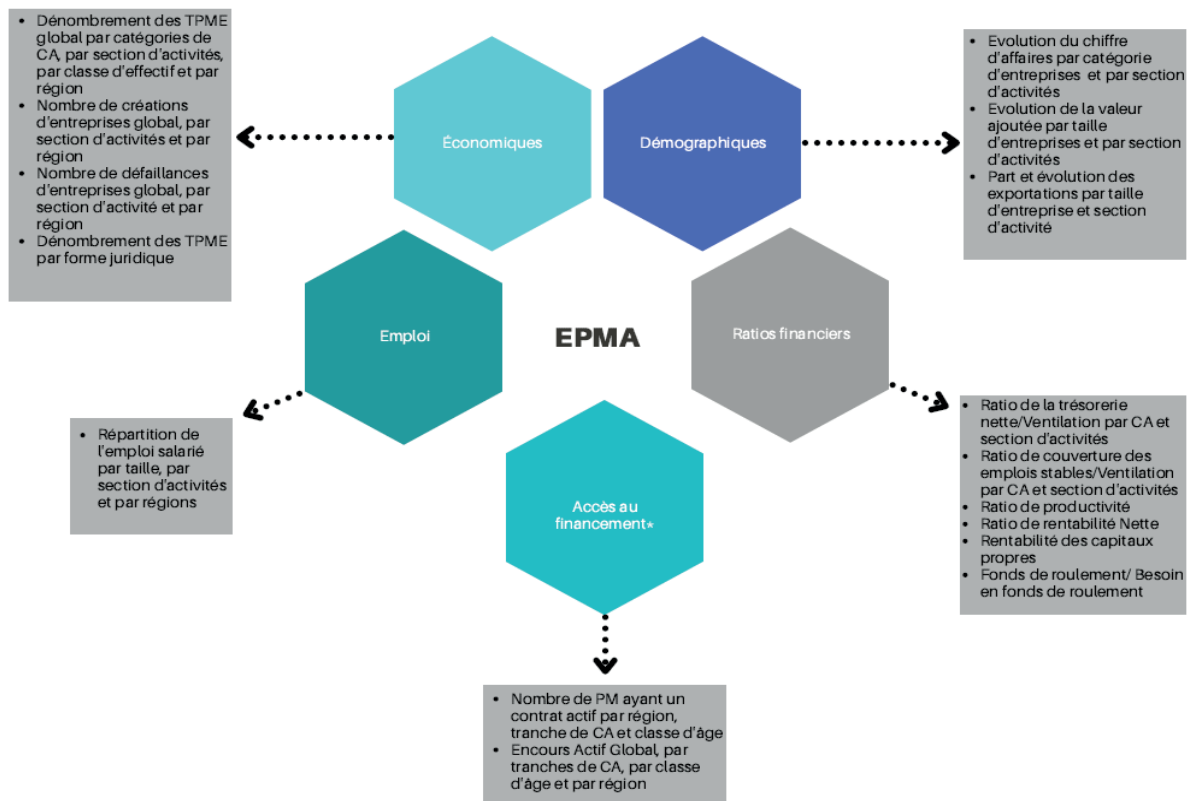 • Dénombrement des TPME
global par catégories de
CA, par section d'activités,
par classe d'effectif et par
région
• Nombre de créations
d'entreprises global, par
section d'activités et par
région
• Nombre de défaillances
d'entreprises global, par
section d'activité et par
région
• Dénombrement des TPME
par forme juridique
Économiques
Démographiques
• Evolution du chiffre
d'affaires par catégorie
d'entreprises et par section
d'activités
• Evolution de la valeur
ajoutée par taille
d'entreprises et par section
d'activités
• Part et évolution des
exportations par taille
d'entreprise et section
d'activité
Emploi
EPMA
Ratios financiers
• Répartition de
l'emploi salarié
par taille, par
section d'activités
et par régions
Accès au
financement*
• Ratio de la trésorerie
nette/Ventilation par CA et
section d'activités
• Ratio de couverture des
emplois stables/Ventilation
par CA et section d'activités
• Ratio de productivité
• Ratio de rentabilité Nette
• Rentabilité des capitaux
propres
• Fonds de roulement/ Besoin
en fonds de roulement
• Nombre de PM ayant un
contrat actif par région,
tranche de CA et classe d'âge
• Encours Actif Global, par
tranches de CA, par classe
d'âge et par région